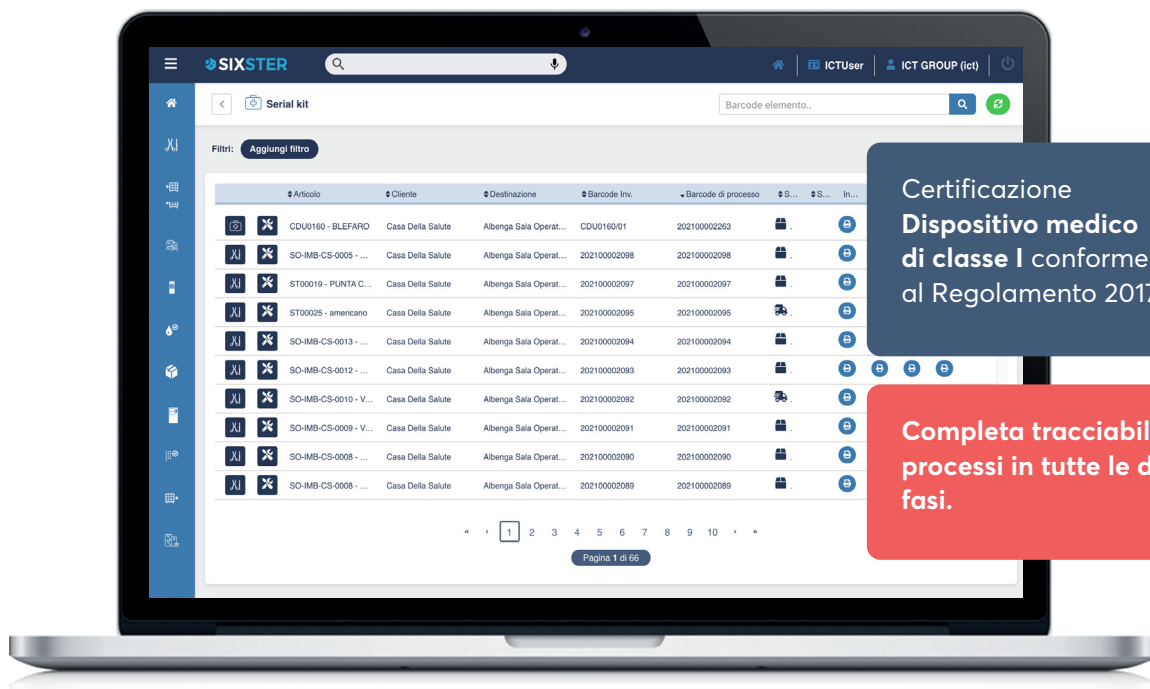 SIXSTER
ICTUser
ICT GROUP (ict)
Serial kit
Barcode elemento..
Filtri: Aggiungi filtro
Articolo Cliente Destinazione Barcode Inv. Barcode di processo S... S... In...
CDU0160 - BLEFARO Casa Della Salute Albenga Sala Operat... CDU0160/01 202100002263 .
SO-IMB-CS-0005 - ... Casa Della Salute Albenga Sala Operat... 202100002098 202100002098 .
ST00019 - PUNTA C... Casa Della Salute Albenga Sala Operat... 202100002097 202100002097 .
ST00025 - americano Casa Della Salute Albenga Sala Operat... 202100002095 202100002095 .
SO-IMB-CS-0013 - ... Casa Della Salute Albenga Sala Operat... 202100002094 202100002094 .
SO-IMB-CS-0012 - ... Casa Della Salute Albenga Sala Operat... 202100002093 202100002093 .
SO-IMB-CS-0010 - V... Casa Della Salute Albenga Sala Operat... 202100002092 202100002092 .
SO-IMB-CS-0009 - V... Casa Della Salute Albenga Sala Operat... 202100002091 202100002091 .
SO-IMB-CS-0008 - ... Casa Della Salute Albenga Sala Operat... 202100002090 202100002090 .
SO-IMB-CS-0008 - ... Casa Della Salute Albenga Sala Operat... 202100002089 202100002089 .
« ‹ 1 2 3 4 5 6 7 8 9 10 › »
Pagina 1 di 66
Certificazione
Dispositivo medico
di classe I conforme
al Regolamento 2017
Completa tracciabil
processi in tutte le d
fasi.